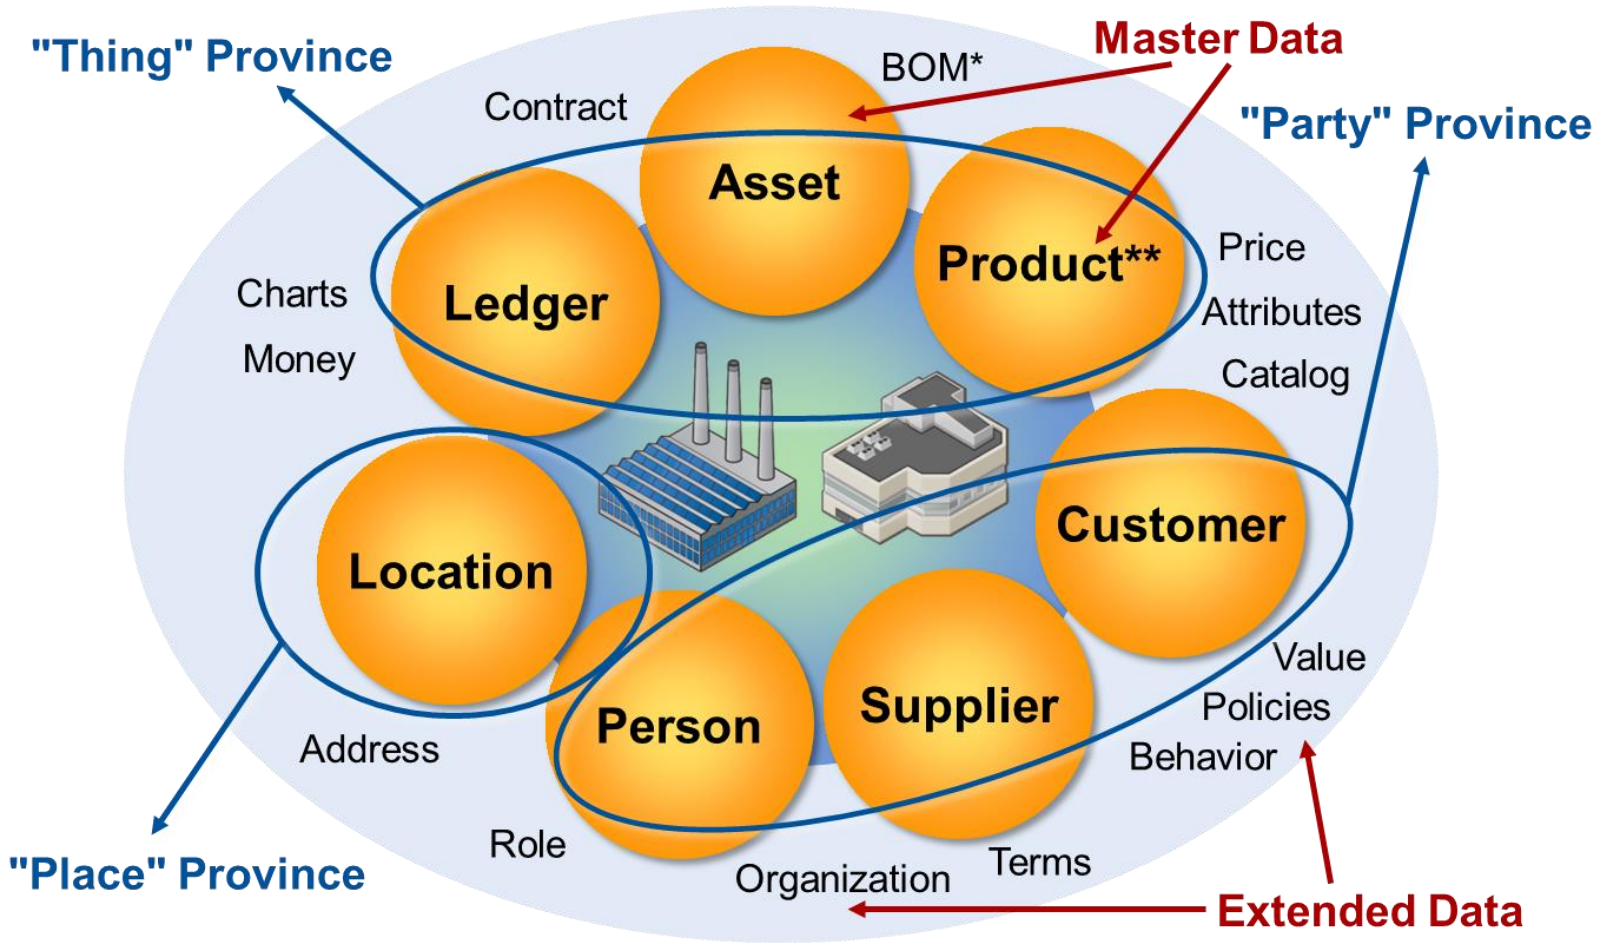 "Thing" Province
Master Data
BOM*
Contract
"Party" Province
Asset
Product**
Price
Attributes
Catalog
Ledger
Charts
Money
Customer
Location
Supplier
Person
Value
Policies
Behavior
Address
Role
Organization
Terms
"Place" Province
Extended Data